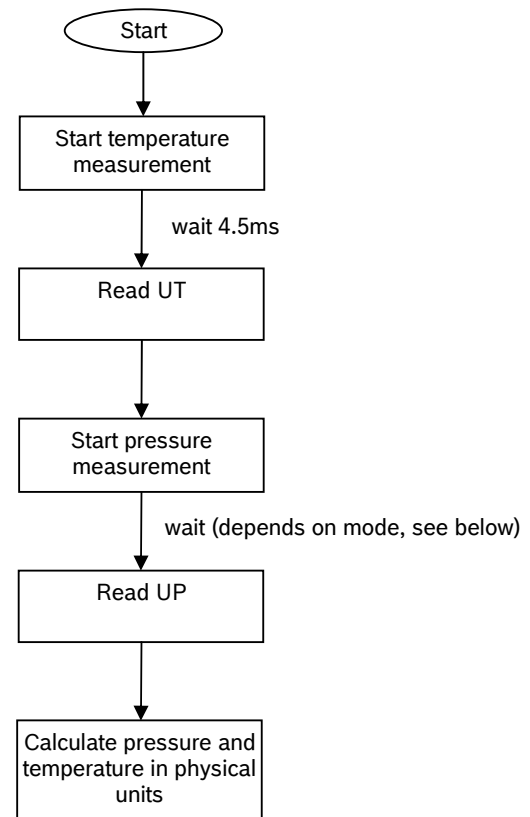 Start
Start temperature
measurement
wait 4.5ms
Read UT
Start pressure
measurement
wait (depends on mode, see below)
Read UP
Calculate pressure and
temperature in physical
units